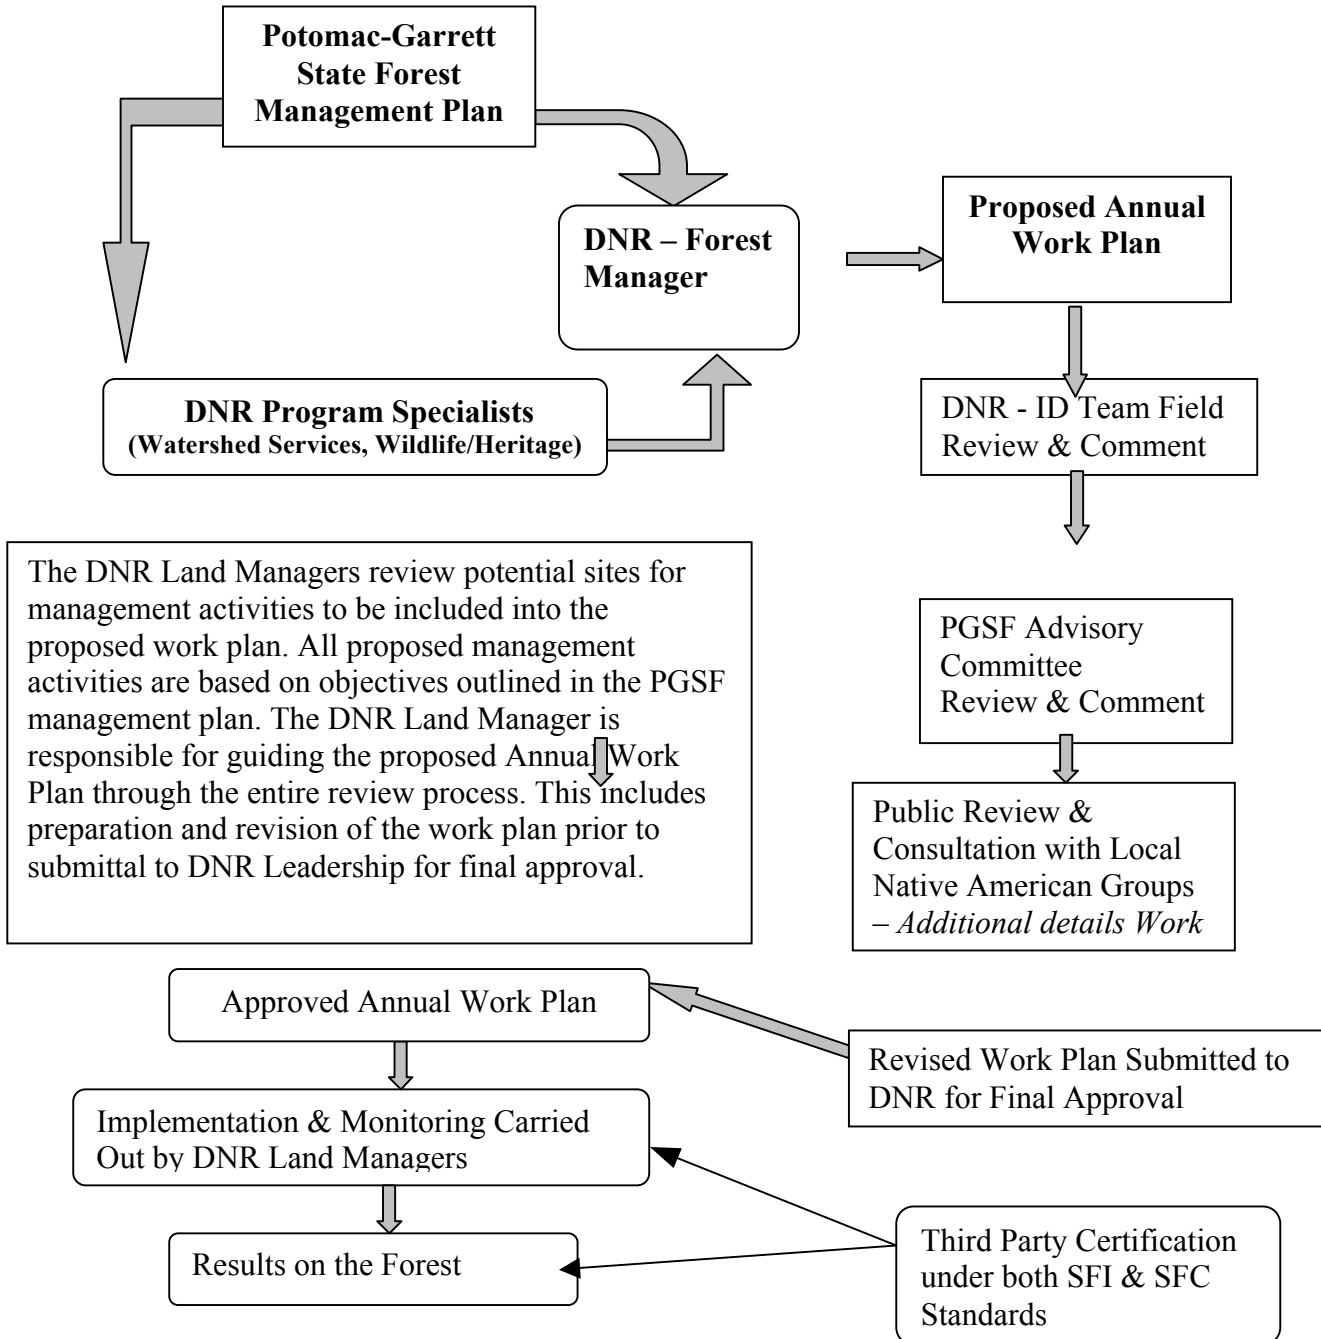 Potomac-Garrett
State Forest
Management Plan
DNR – Forest
Manager
Proposed Annual
Work Plan
DNR Program Specialists
(Watershed Services, Wildlife/Heritage)
DNR - ID Team Field
Review & Comment
The DNR Land Managers review potential sites for
management activities to be included into the
proposed work plan. All proposed management
activities are based on objectives outlined in the PGSF
management plan. The DNR Land Manager is
responsible for guiding the proposed Annual Work
Plan through the entire review process. This includes
preparation and revision of the work plan prior to
submittal to DNR Leadership for final approval.
PGSF Advisory
Committee
Review & Comment
Public Review &
Consultation with Local
Native American Groups
– Additional details Work
Approved Annual Work Plan
Revised Work Plan Submitted to
DNR for Final Approval
Implementation & Monitoring Carried
Out by DNR Land Managers
Results on the Forest
Third Party Certification
under both SFI & SFC
Standards